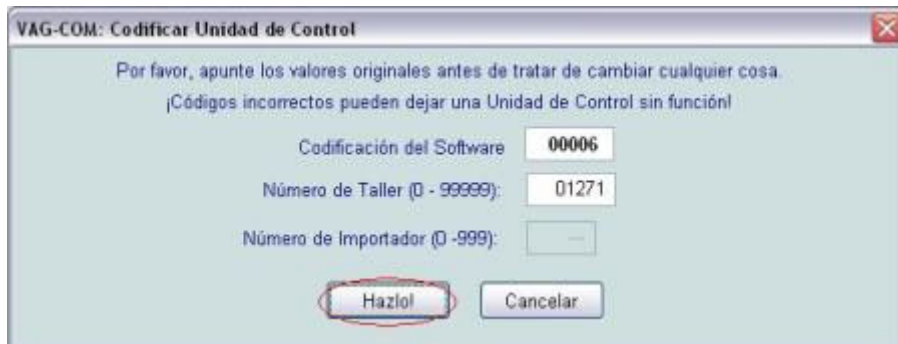 VAG-COM: Codificar Unidad de Control
Por favor, apunte los valores originales antes de tratar de cambiar cualquier cosa.
¡Códigos incorrectos pueden dejar una Unidad de Control sin función!
Codificación del Software 00006
Número de Taller (0 - 99999): 01271
Número de Importador (0 -999): ---
Hazlo! Cancelar